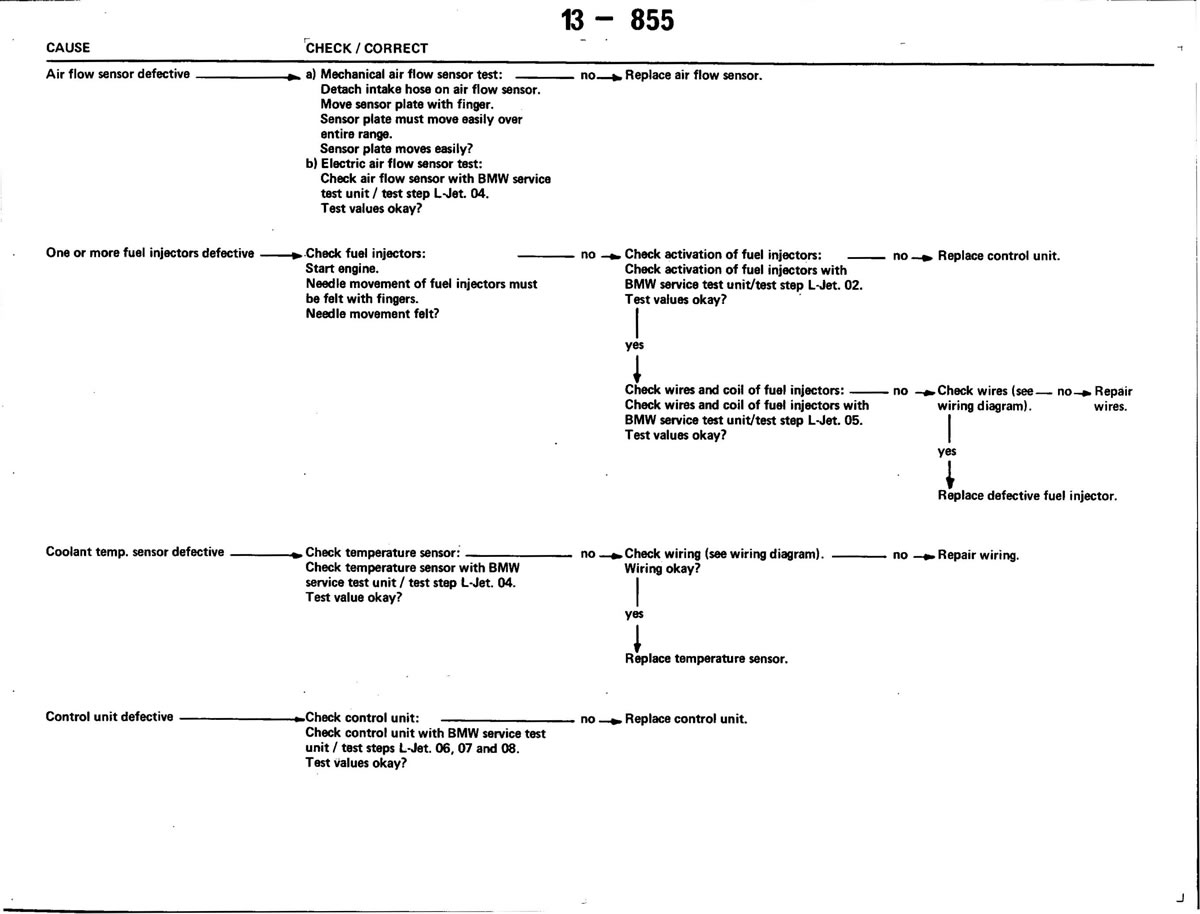 13 - 855
CAUSE
CHECK / CORRECT
Air flow sensor defective
a) Mechanical air flow sensor test:
Detach intake hose on air flow sensor.
Move sensor plate with finger.
Sensor plate must move easily over
entire range.
Sensor plate moves easily?
b) Electric air flow sensor test:
Check air flow sensor with BMW service
test unit / test step L-Jet. 04.
Test values okay?
no
Replace air flow sensor.
One or more fuel injectors defective
Check fuel injectors:
Start engine.
Needle movement of fuel injectors must
be felt with fingers.
Needle movement felt?
no
Check activation of fuel injectors:
Check activation of fuel injectors with
BMW service test unit/test step L-Jet. 02.
Test values okay?
no
Replace control unit.
yes
Check wires and coil of fuel injectors:
Check wires and coil of fuel injectors with
BMW service test unit/test step L-Jet. 05.
Test values okay?
no
Check wires (see
wiring diagram).
no
Repair
wires.
yes
Replace defective fuel injector.
Coolant temp. sensor defective
Check temperature sensor:
Check temperature sensor with BMW
service test unit / test step L-Jet. 04.
Test value okay?
no
Check wiring (see wiring diagram).
Wiring okay?
no
Repair wiring.
yes
Replace temperature sensor.
Control unit defective
Check control unit:
Check control unit with BMW service test
unit / test steps L-Jet. 06, 07 and 08.
Test values okay?
no
Replace control unit.